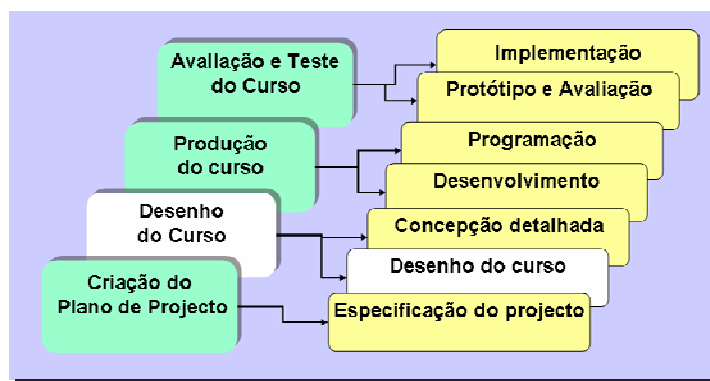 Avaliação e Teste
do Curso
Produção
do curso
Desenho
do Curso
Criação do
Plano de Projecto
Implementação
Protótipo e Avaliação
Programação
Desenvolvimento
Concepção detalhada
Desenho do curso
Especificação do projecto